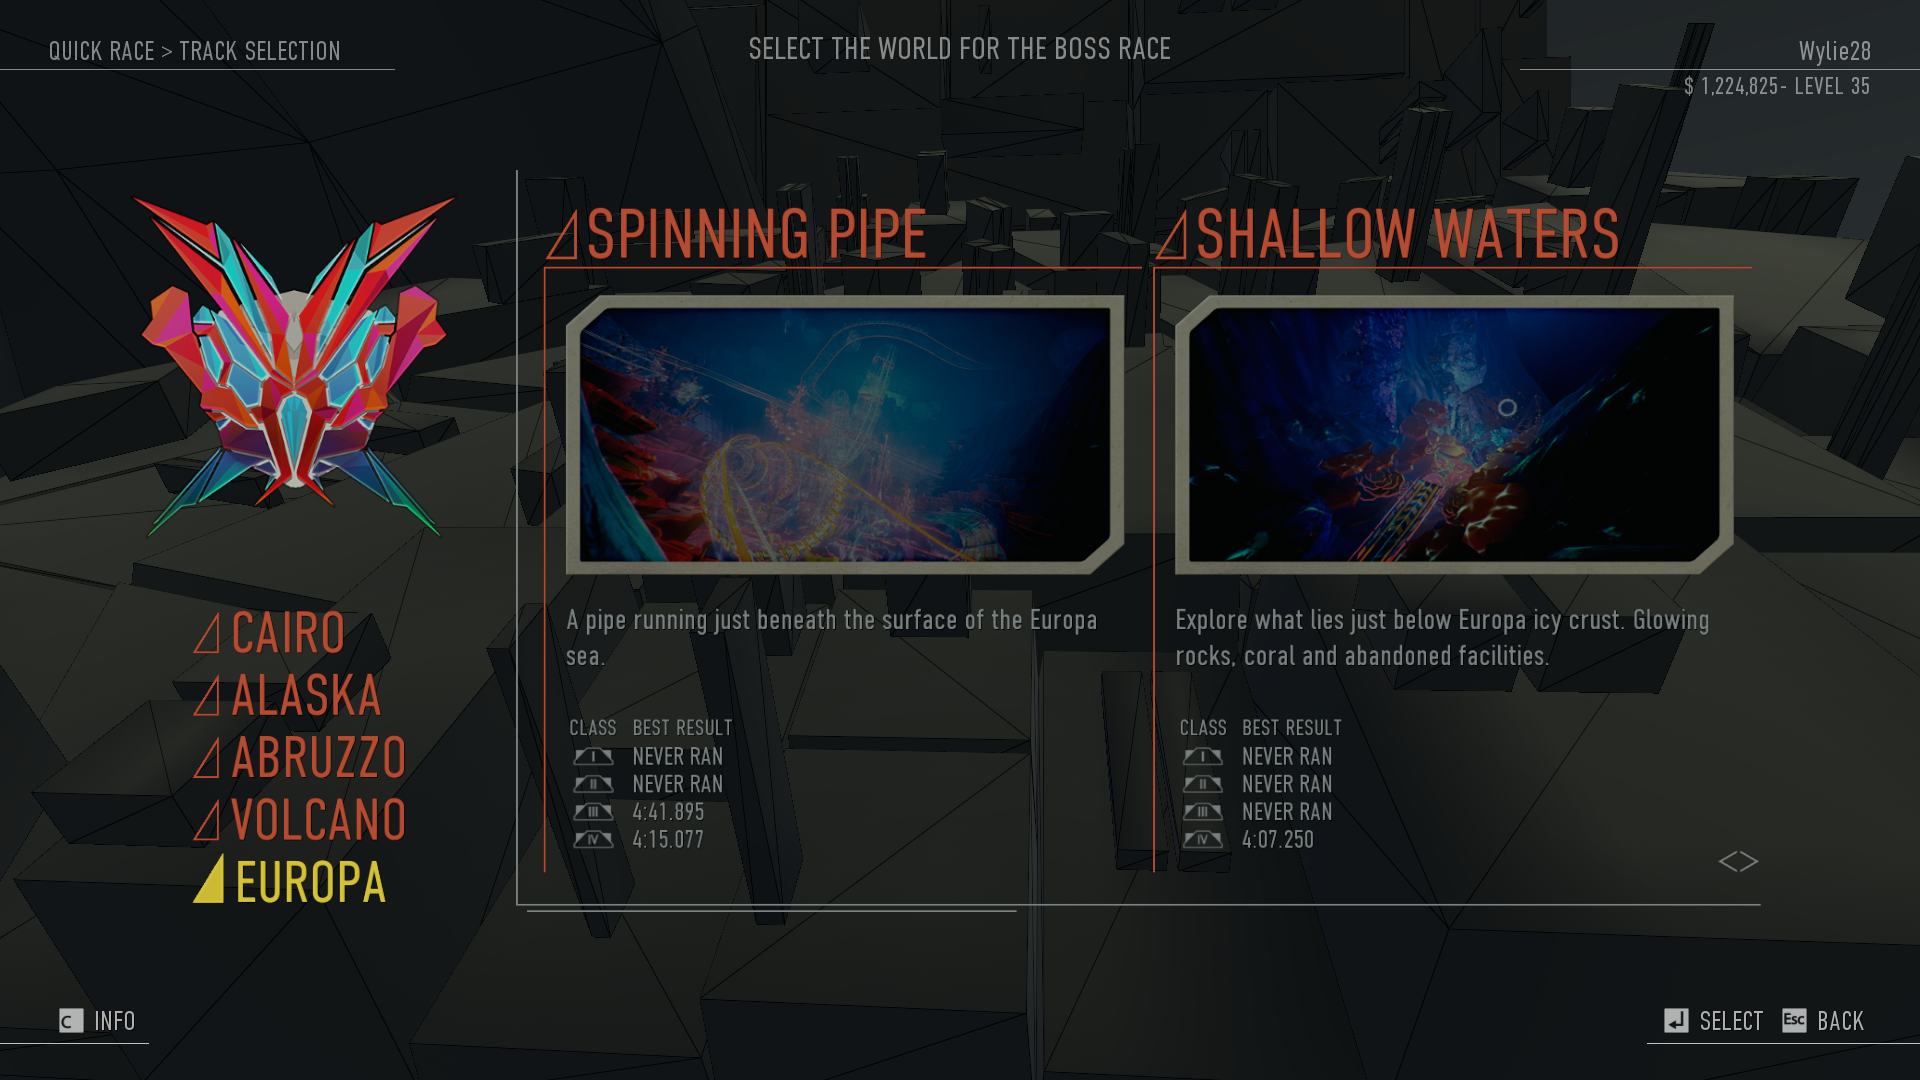 QUICK RACE > TRACK SELECTION
SELECT THE WORLD FOR THE BOSS RACE
Wylie28
$ 1,224,825- LEVEL 35
CAIRO
ALASKA
ABRUZZO
VOLCANO
EUROPA
SPINNING PIPE
A pipe running just beneath the surface of the Europa
sea.
CLASS BEST RESULT
I NEVER RAN
II NEVER RAN
III 4:41.895
IV 4:15.077
SHALLOW WATERS
Explore what lies just below Europa icy crust. Glowing
rocks, coral and abandoned facilities.
CLASS BEST RESULT
I NEVER RAN
II NEVER RAN
III NEVER RAN
IV 4:07.250
C INFO
SELECT Esc BACK